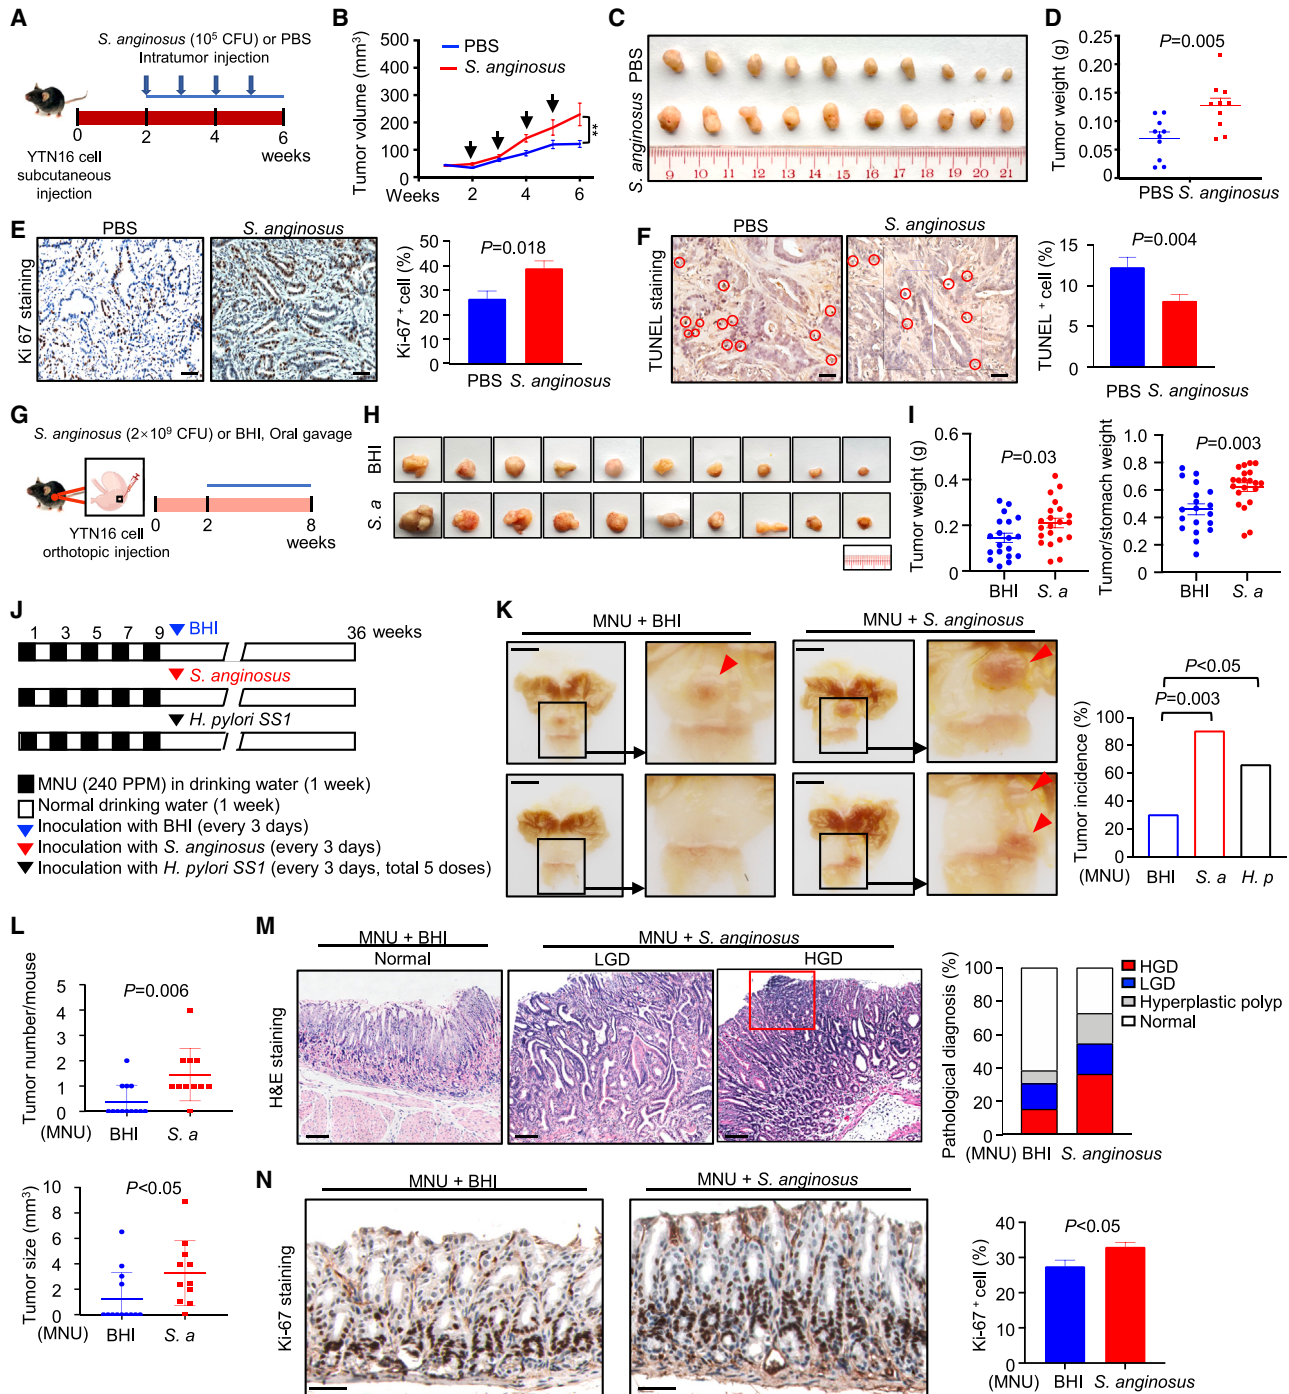 A
S. anginosus (10⁵ CFU) or PBS
Intratumor injection
0 2 4 6
weeks
YTN16 cell
subcutaneous
injection
B
Tumor volume (mm³)
500
400
300
200
100
0
PBS
S. anginosus
**
Weeks 2 4 6
C
PBS
S. anginosus
9 10 11 12 13 14 15 16 17 18 19 20 21
D
Tumor weight (g)
0.25
0.20
0.15
0.10
0.05
0
P=0.005
PBS S. anginosus
E
PBS S. anginosus
Ki 67 staining
Ki-67⁺ cell (%)
50
40
30
20
10
0
P=0.018
PBS S. anginosus
F
PBS S. anginosus
TUNEL staining
TUNEL ⁺ cell (%)
15
10
5
0
P=0.004
PBS S. anginosus
G
S. anginosus (2×10⁹ CFU) or BHI, Oral gavage
0 2 8
weeks
YTN16 cell
orthotopic injection
H
BHI
S. a
I
Tumor weight (g)
0.6
0.4
0.2
0
P=0.03
BHI S. a
Tumor/stomach weight
1.0
0.8
0.6
0.4
0.2
0
P=0.003
BHI S. a
J
1 3 5 7 9 BHI 36 weeks
S. anginosus
H. pylori SS1
MNU (240 PPM) in drinking water (1 week)
Normal drinking water (1 week)
Inoculation with BHI (every 3 days)
Inoculation with S. anginosus (every 3 days)
Inoculation with H. pylori SS1 (every 3 days, total 5 doses)
K
MNU + BHI MNU + S. anginosus
Tumor incidence (%)
100
80
60
40
20
0
P<0.05
P=0.003
(MNU) BHI S. a H. p
L
Tumor number/mouse
5
4
3
2
1
0
P=0.006
(MNU) BHI S. a
Tumor size (mm³)
10
8
6
4
2
0
P<0.05
(MNU) BHI S. a
M
MNU + BHI MNU + S. anginosus
Normal LGD HGD
H&E staining
Pathological diagnosis (%)
100
80
60
40
20
0
HGD
LGD
Hyperplastic polyp
Normal
(MNU) BHI S. anginosus
N
MNU + BHI MNU + S. anginosus
Ki-67 staining
Ki-67⁺ cell (%)
40
30
20
10
0
P<0.05
(MNU) BHI S. anginosus